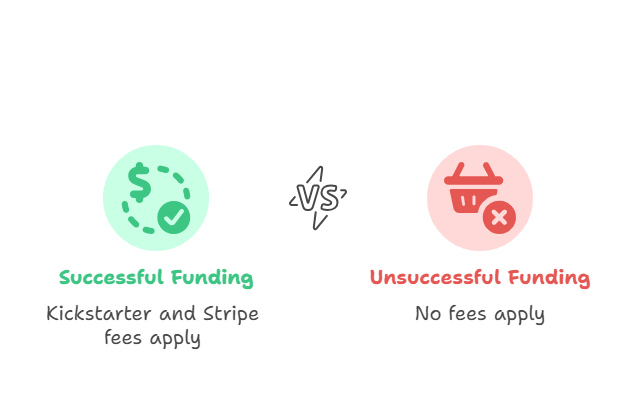 $
VS
Successful Funding
Unsuccessful Funding
Kickstarter and Stripe
fees apply
No fees apply